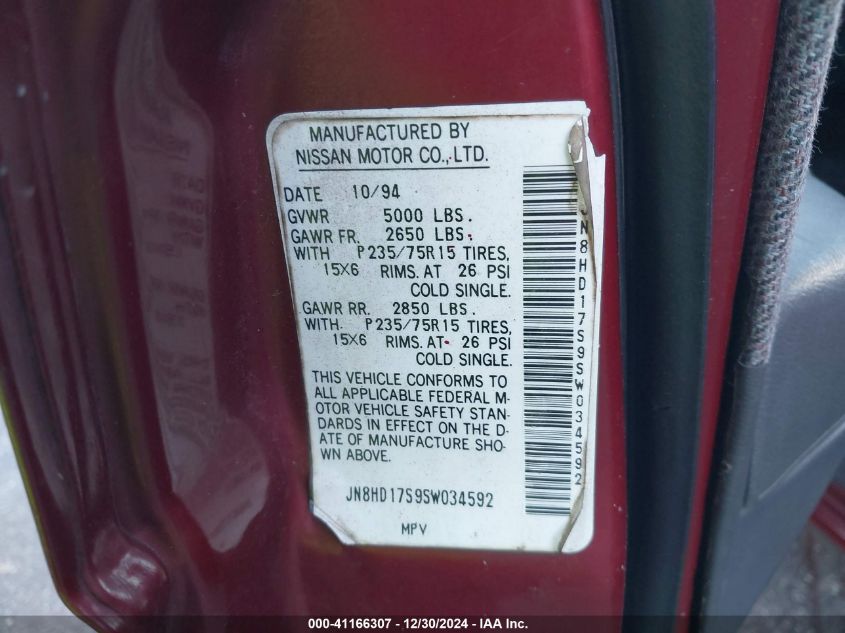 MANUFACTURED BY
NISSAN MOTOR CO., LTD.
DATE 10/94
GVWR 5000 LBS.
GAWR FR. 2650 LBS.
WITH P235/75R15 TIRES,
15X6 RIMS. AT 26 PSI
COLD SINGLE.
GAWR RR. 2850 LBS.
WITH. P235/75R15 TIRES,
15X6 RIMS. AT 26 PSI
COLD SINGLE.
THIS VEHICLE CONFORMS TO
ALL APPLICABLE FEDERAL M-
OTOR VEHICLE SAFETY STAN-
DARDS IN EFFECT ON THE D-
ATE OF MANUFACTURE SHO-
WN ABOVE.
JN8HD17S9SW034592
MPV
JN8HD17S9SW034592
000-41166307 - 12/30/2024 - IAA Inc.